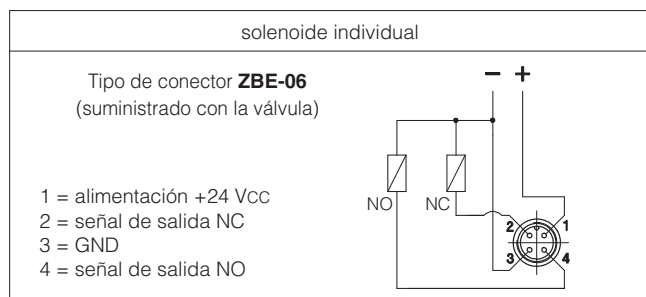 solenoide individual
Tipo de conector ZBE-06
(suministrado con la válvula)
1 = alimentación +24 VCC
2 = señal de salida NC
3 = GND
4 = señal de salida NO
− +
NO NC
2 1
3 4